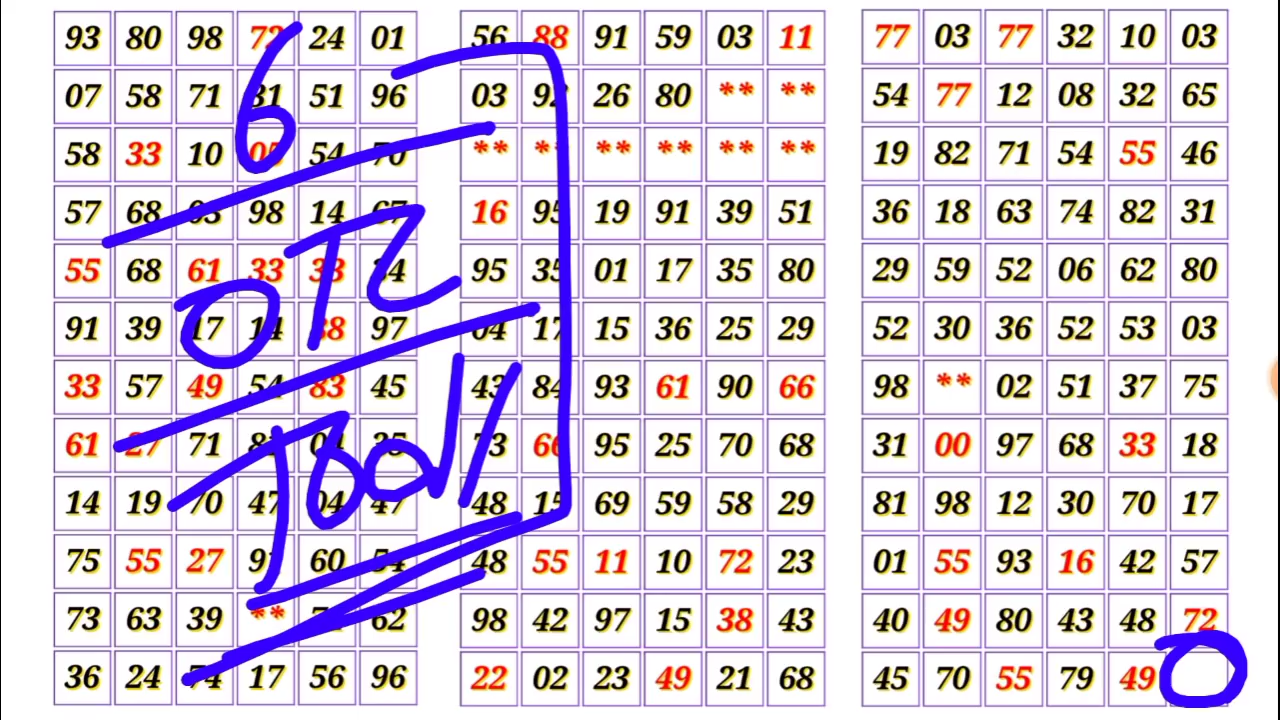 93 80 98 72 24 01 56 88 91 59 03 11 77 03 77 32 10 03
07 58 71 31 51 96 03 92 26 80 ** ** 54 77 12 08 32 65
58 33 10 05 54 70 ** ** ** ** ** ** 19 82 71 54 55 46
57 68 03 98 14 67 16 95 19 91 39 51 36 18 63 74 82 31
55 68 61 33 33 24 95 35 01 17 35 80 29 59 52 06 62 80
91 39 17 14 88 97 04 17 15 36 25 29 52 30 36 52 53 03
33 57 49 54 83 45 43 84 93 61 90 66 98 ** 02 51 37 75
61 27 71 04 73 66 95 25 70 68 31 00 97 68 33 18
14 19 70 47 04 47 48 15 69 59 58 29 81 98 12 30 70 17
75 55 27 60 54 48 55 11 10 72 23 01 55 93 16 42 57
73 63 39 ** 62 98 42 97 15 38 43 40 49 80 43 48 72
36 24 74 17 56 96 22 02 23 49 21 68 45 70 55 79 49
6